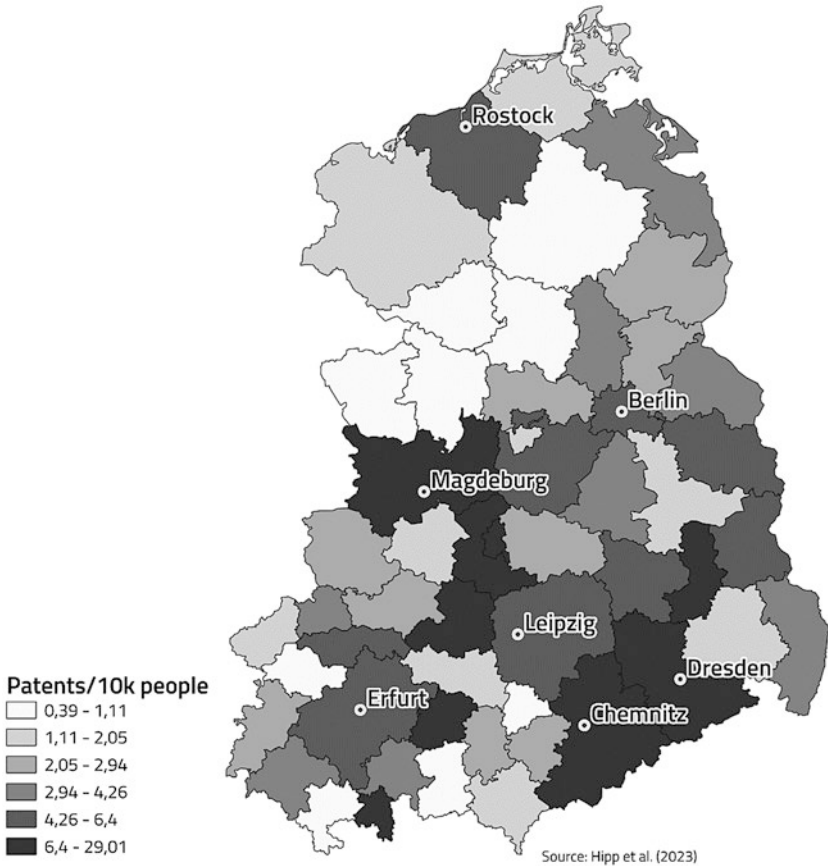 Rostock
Berlin
Magdeburg
Leipzig
Dresden
Erfurt
Chemnitz
Patents/10k people
0,39 - 1,11
1,11 - 2,05
2,05 - 2,94
2,94 - 4,26
4,26 - 6,4
6,4 - 29,01
Source: Hipp et al. (2023)